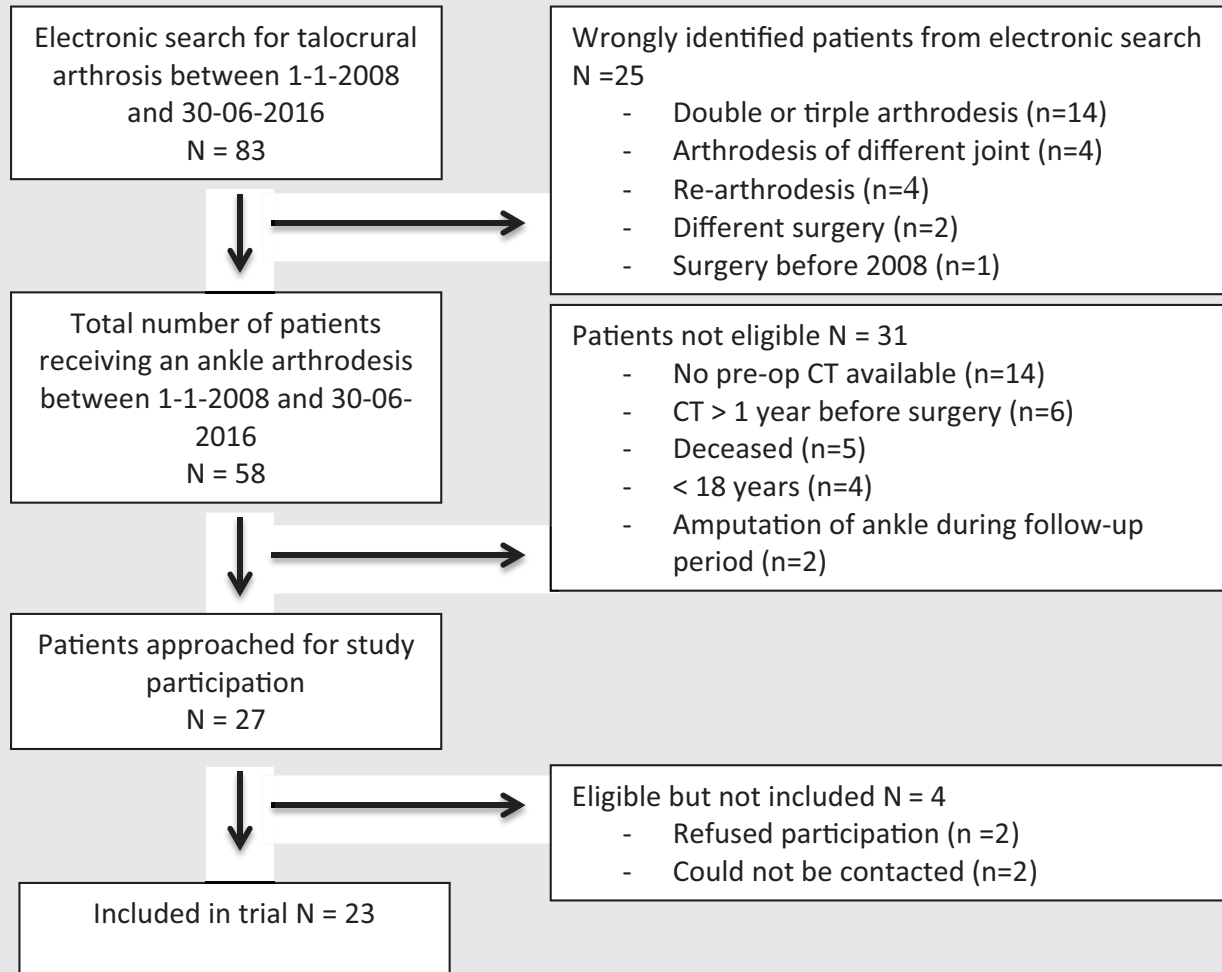 Electronic search for talocrural
arthrosis between 1-1-2008
and 30-06-2016
N = 83
Wrongly identified patients from electronic search
N =25
- Double or tirple arthrodesis (n=14)
- Arthrodesis of different joint (n=4)
- Re-arthrodesis (n=4)
- Different surgery (n=2)
- Surgery before 2008 (n=1)
Total number of patients
receiving an ankle arthrodesis
between 1-1-2008 and 30-06-
2016
N = 58
Patients not eligible N = 31
- No pre-op CT available (n=14)
- CT > 1 year before surgery (n=6)
- Deceased (n=5)
- < 18 years (n=4)
- Amputation of ankle during follow-up
period (n=2)
Patients approached for study
participation
N = 27
Eligible but not included N = 4
- Refused participation (n =2)
- Could not be contacted (n=2)
Included in trial N = 23